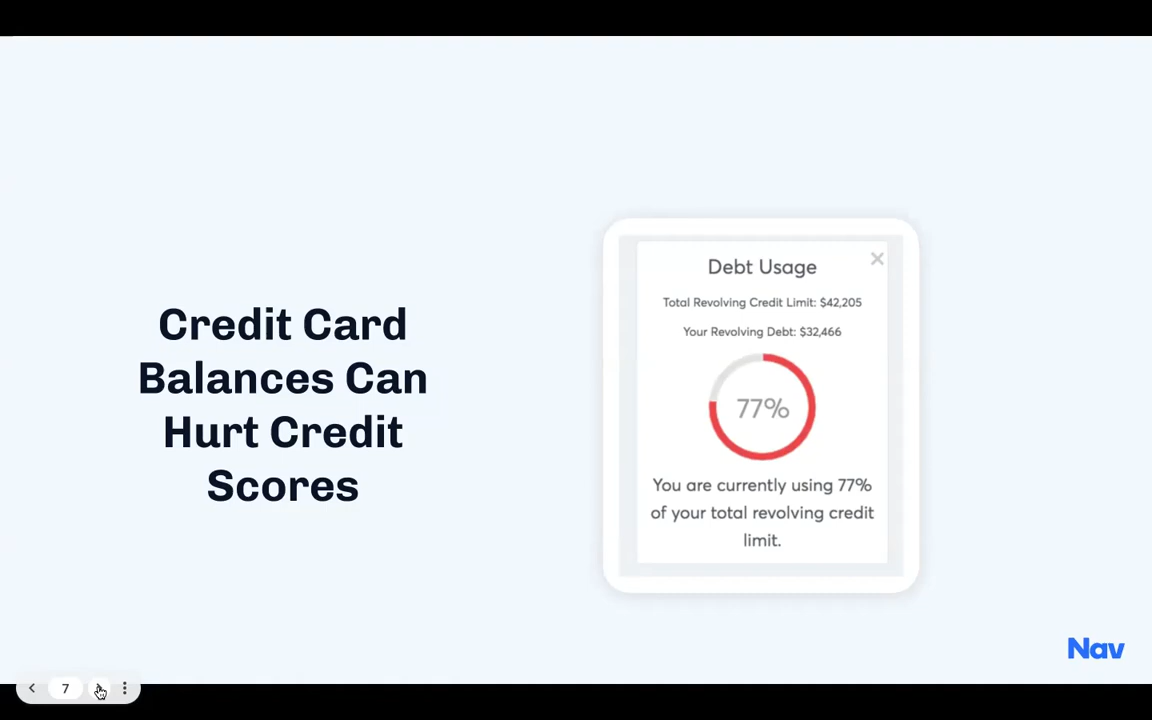 Credit Card
Balances Can
Hurt Credit
Scores
Debt Usage
Total Revolving Credit Limit: $42,205
Your Revolving Debt: $32,466
77%
You are currently using 77%
of your total revolving credit
limit.
Nav
7